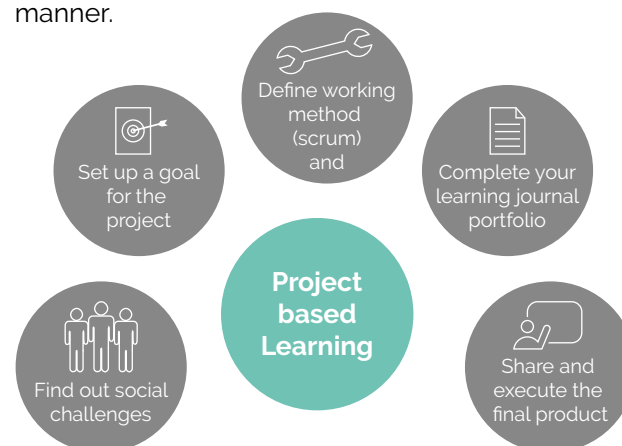 manner.
Define working
method
(scrum)
and
Set up a goal
for the
project
Complete your
learning journal
portfolio
Project
based
Learning
Find out social
challenges
Share and
execute the
final product